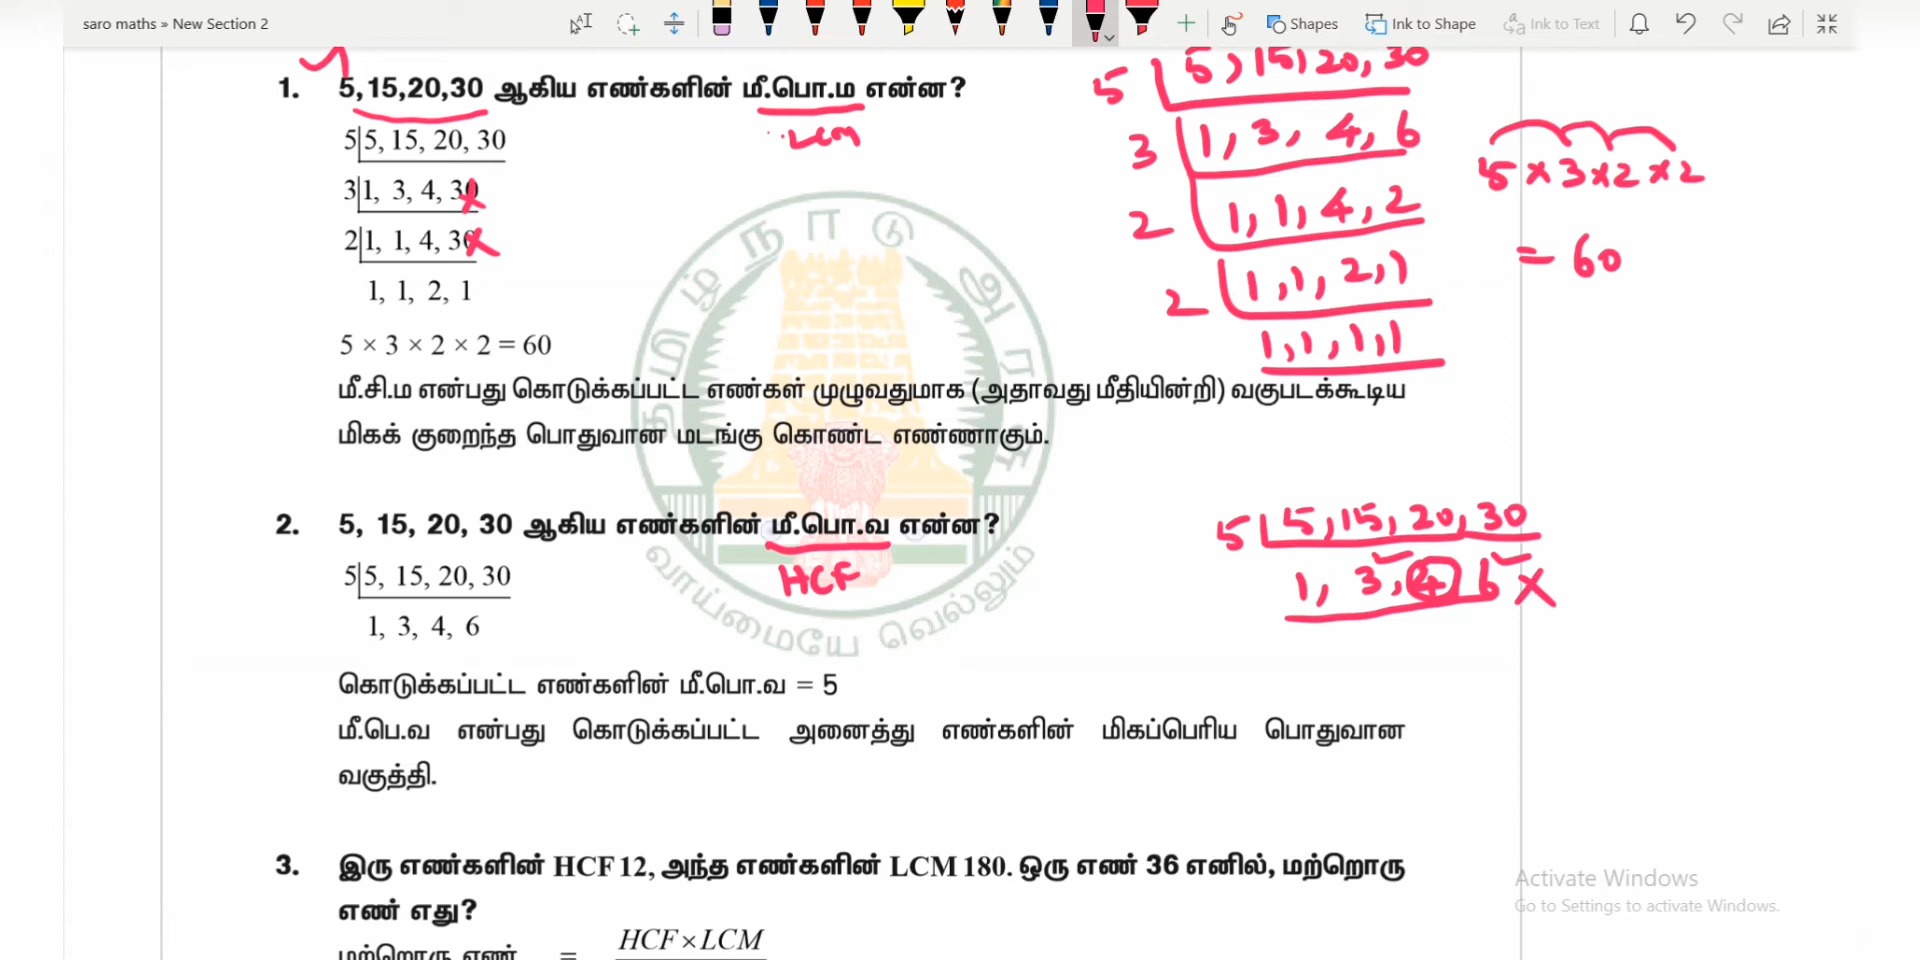 saro maths » New Section 2
Shapes
Ink to Shape
Ink to Text
1. 5,15,20,30 ஆகிய எண்களின் மீ.பொ.ம என்ன?
LCM
5|5, 15, 20, 30
3|1, 3, 4, 30
2|1, 1, 4, 30
1, 1, 2, 1
5 × 3 × 2 × 2 = 60
மீ.சி.ம என்பது கொடுக்கப்பட்ட எண்கள் முழுவதுமாக (அதாவது மீதியின்றி) வகுபடக்கூடிய
மிகக் குறைந்த பொதுவான மடங்கு கொண்ட எண்ணாகும்.
5 5, 15, 20, 30
3 1, 3, 4, 6
2 1, 1, 4, 2
2 1, 1, 2, 1
1, 1, 1, 1
5 × 3 × 2 × 2
= 60
தமிழ் நாடு அரசு
வாய்மையே வெல்லும்
2. 5, 15, 20, 30 ஆகிய எண்களின் மீ.பொ.வ என்ன?
HCF
5|5, 15, 20, 30
1, 3, 4, 6
5 5, 15, 20, 30
1, 3, 4 6 x
கொடுக்கப்பட்ட எண்களின் மீ.பொ.வ = 5
மீ.பெ.வ என்பது கொடுக்கப்பட்ட அனைத்து எண்களின் மிகப்பெரிய பொதுவான
வகுத்தி.
3. இரு எண்களின் HCF 12, அந்த எண்களின் LCM 180. ஒரு எண் 36 எனில், மற்றொரு
எண் எது?
மற்றொரு எண் = HCF×LCM
Activate Windows
Go to Settings to activate Windows.